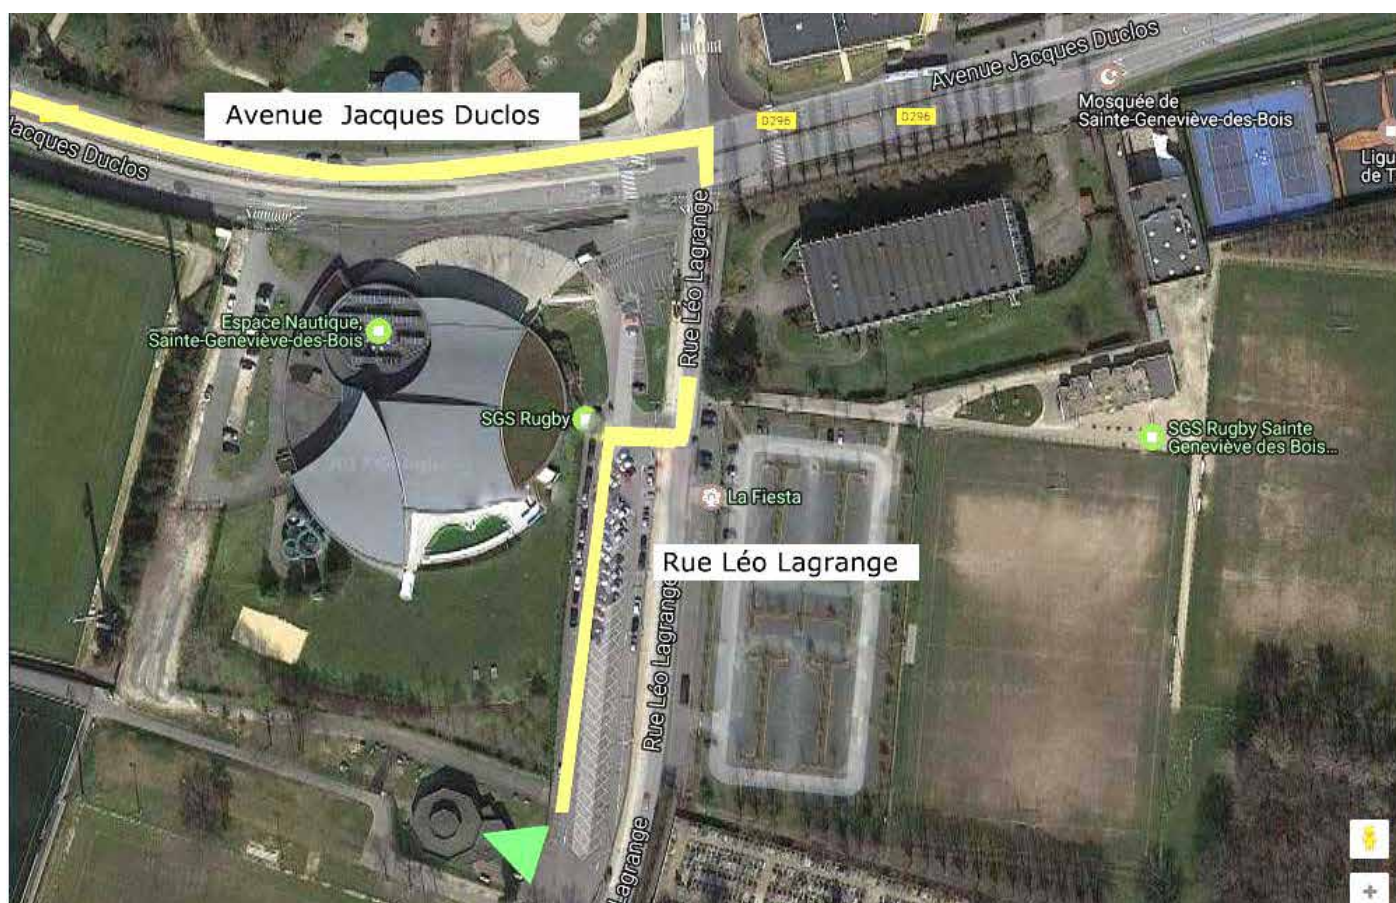 Avenue Jacques Duclos
Avenue Jacques Duclos
Jacques Duclos
D296
D296
Mosquée de
Sainte-Geneviève-des-Bois
Ligu
de T
Rue Léo Lagrange
Espace Nautique,
Sainte-Geneviève-des-Bois
SGS Rugby
SGS Rugby Sainte
Geneviève des Bois...
La Fiesta
Rue Léo Lagrange
Rue Léo Lagrange
Lagrange